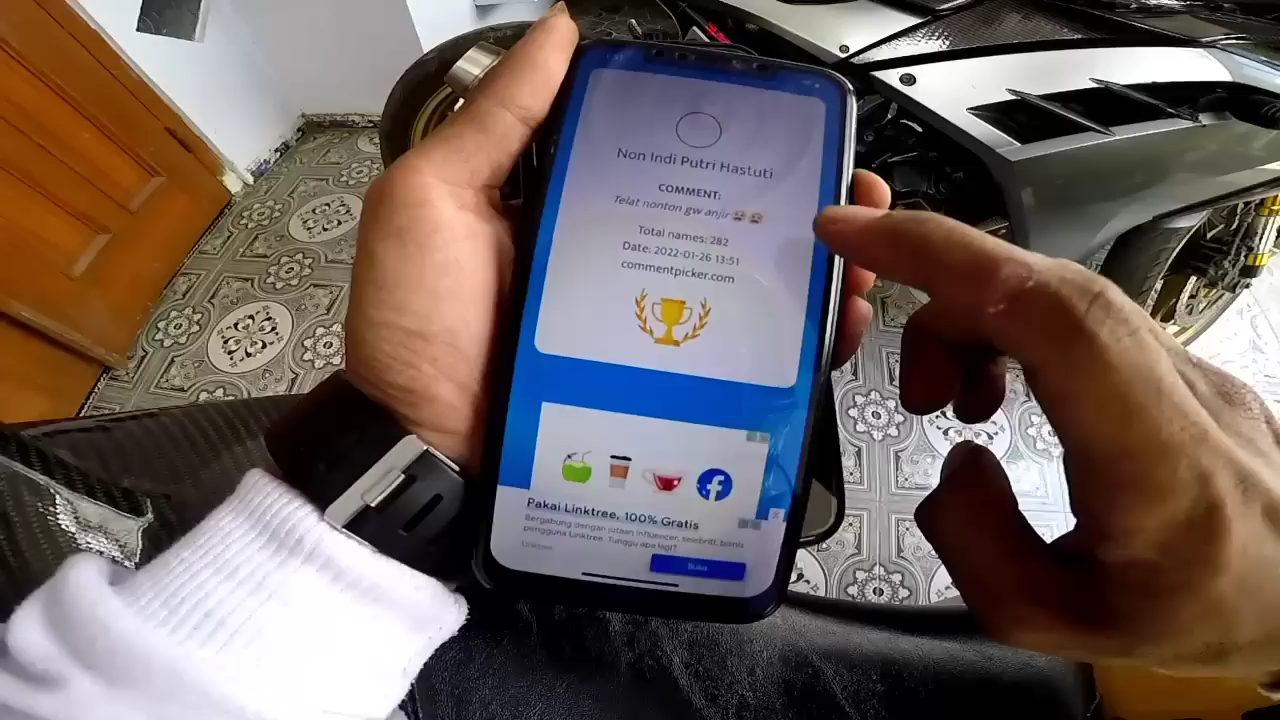 Non Indi Putri Hastuti
COMMENT:
Telat nonton gw anjir 😭😭
Total names: 282
Date: 2022-01-26 13:51
commentpicker.com
Pakai Linktree, 100% Gratis
Bergabung dengan jutaan influencer, selebriti, bisnis
pengguna Linktree. Tunggu apa lagi?
Linktree
Buka